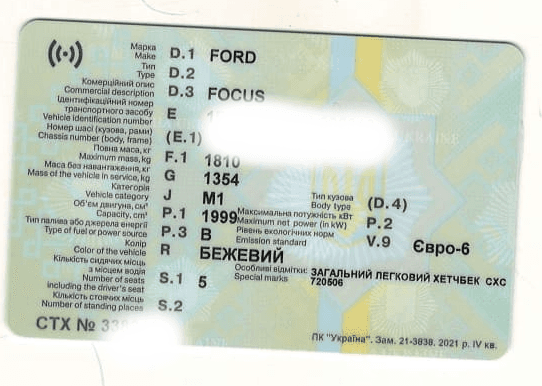 Марка
Make D.1 FORD
Тип
Type D.2
Комерційний опис
Commercial description D.3 FOCUS
Ідентифікаційний номер
транспортного засобу
Vehicle identification number E
Номер шасі (кузова, рами)
Chassis number (body, frame) (E.1)
Повна маса, кг
Maximum mass, kg F.1 1810
Маса без навантаження, кг
Mass of the vehicle in service, kg G 1354
Категорія
Vehicle category J M1 Тип кузова
Body type (D.4)
Об'єм двигуна, см³
Capacity, cm³ P.1 1999 Максимальна потужність кВт
Maximum net power (in kW) P.2
Тип палива або джерела енергії
Type of fuel or power source P.3 B Рівень екологічних норм
Emission standard V.9 Євро-6
Колір
Color of the vehicle R БЕЖЕВИЙ
Кількість сидячих місць
з місцем водія
Number of seats
including the driver's seat S.1 5
Особливі відмітки: ЗАГАЛЬНИЙ ЛЕГКОВИЙ ХЕТЧБЕК СХС
Special marks 720506
Кількість стоячих місць
Number of standing places S.2
СТХ № 33
ПК "Україна". Зам. 21-3838. 2021 р. IV кв.